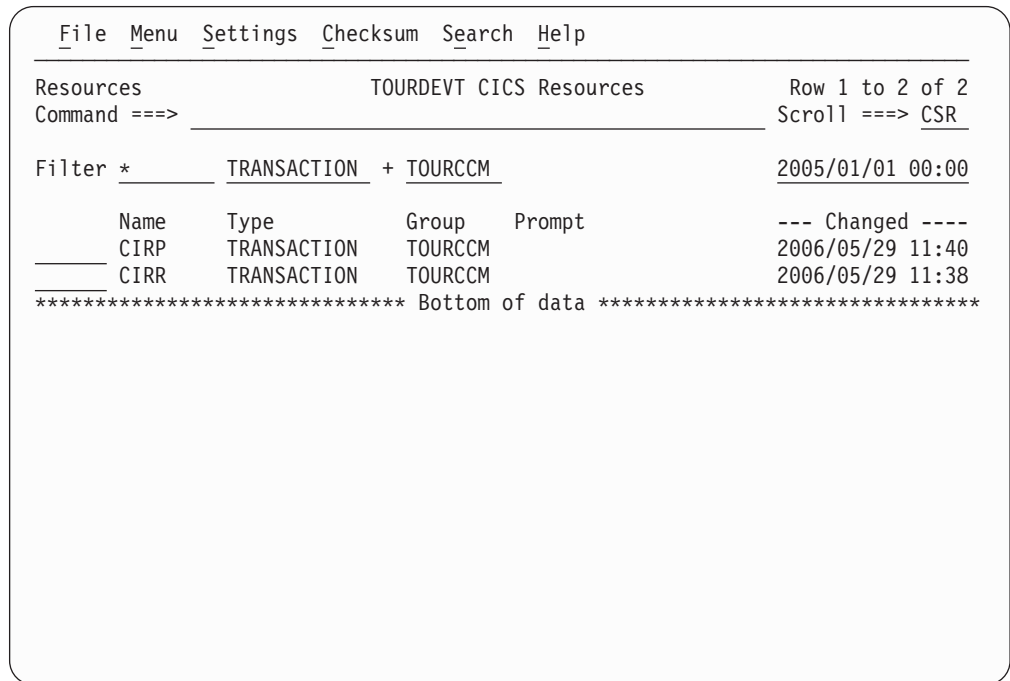 File Menu Settings Checksum Search Help
Resources TOURDEVT CICS Resources Row 1 to 2 of 2
Command ===> Scroll ===> CSR
Filter * TRANSACTION + TOURCCM 2005/01/01 00:00
Name Type Group Prompt --- Changed ----
CIRP TRANSACTION TOURCCM 2006/05/29 11:40
CIRR TRANSACTION TOURCCM 2006/05/29 11:38
******************************* Bottom of data ********************************